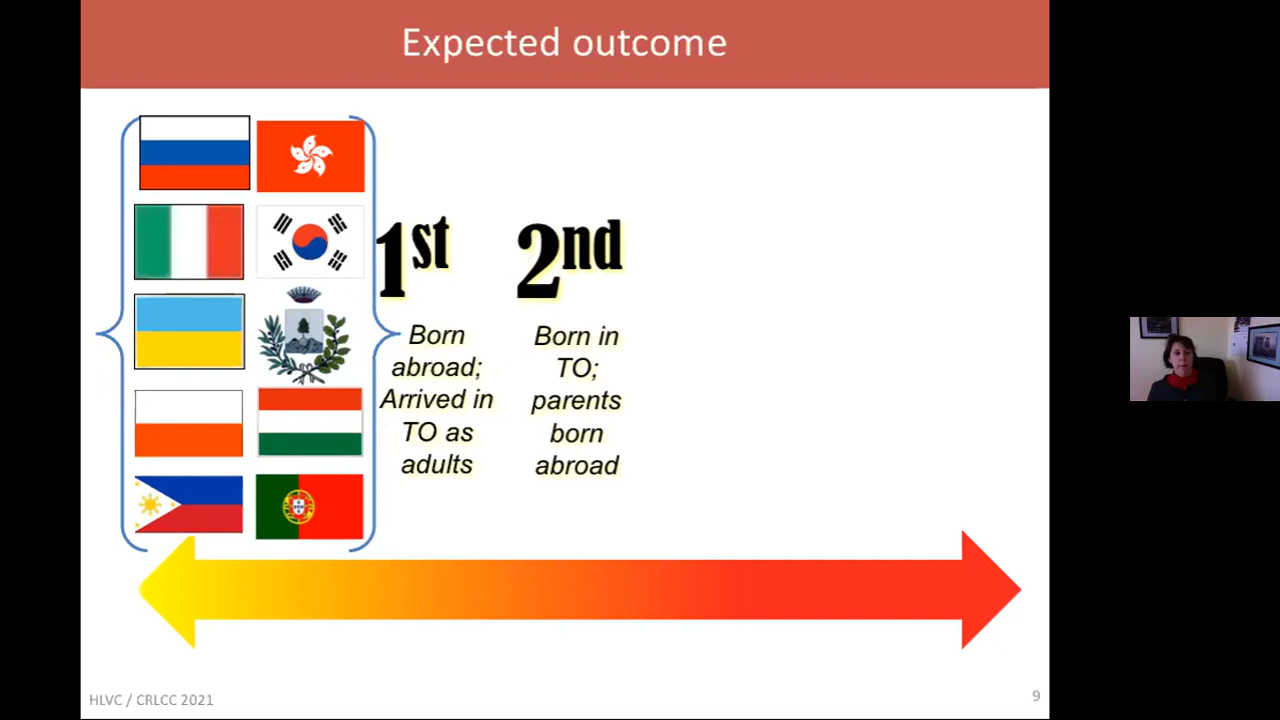 Expected outcome
1st
Born
abroad;
Arrived in
TO as
adults
2nd
Born in
TO;
parents
born
abroad
HLVC / CRLCC 2021
9